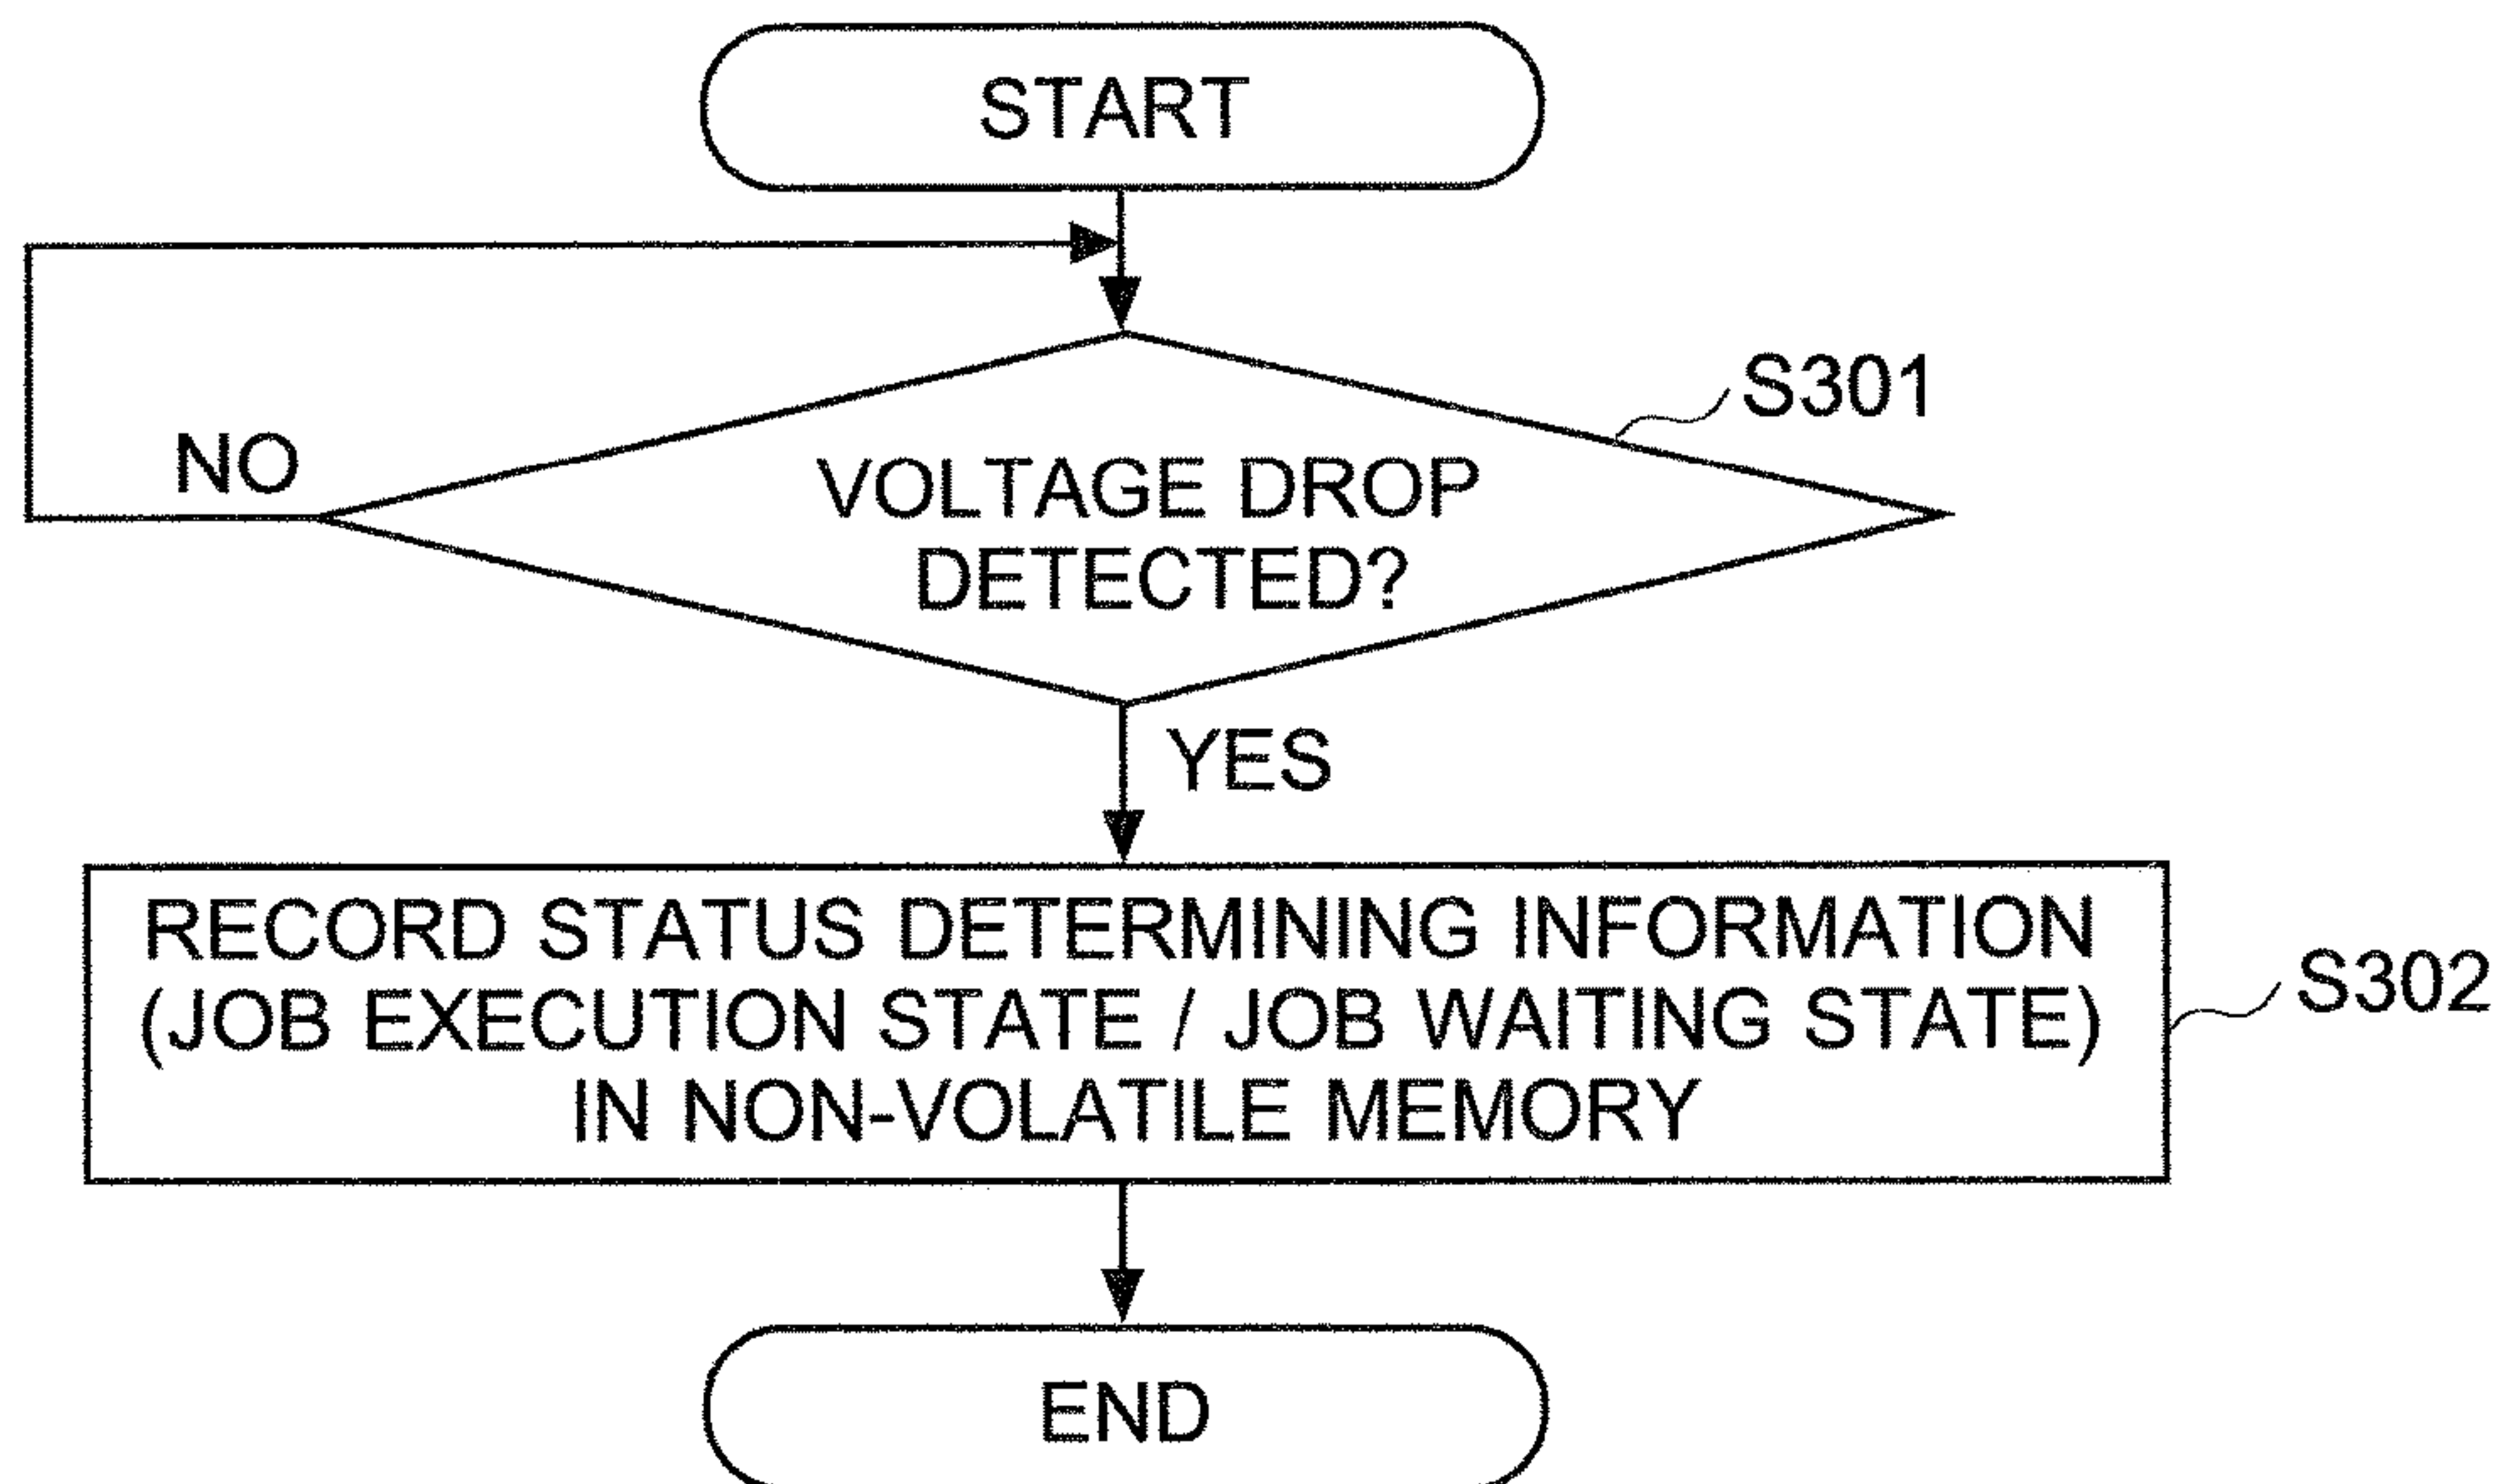 START
S301
NO
VOLTAGE DROP
DETECTED?
YES
RECORD STATUS DETERMINING INFORMATION
(JOB EXECUTION STATE / JOB WAITING STATE)
IN NON-VOLATILE MEMORY
S302
END